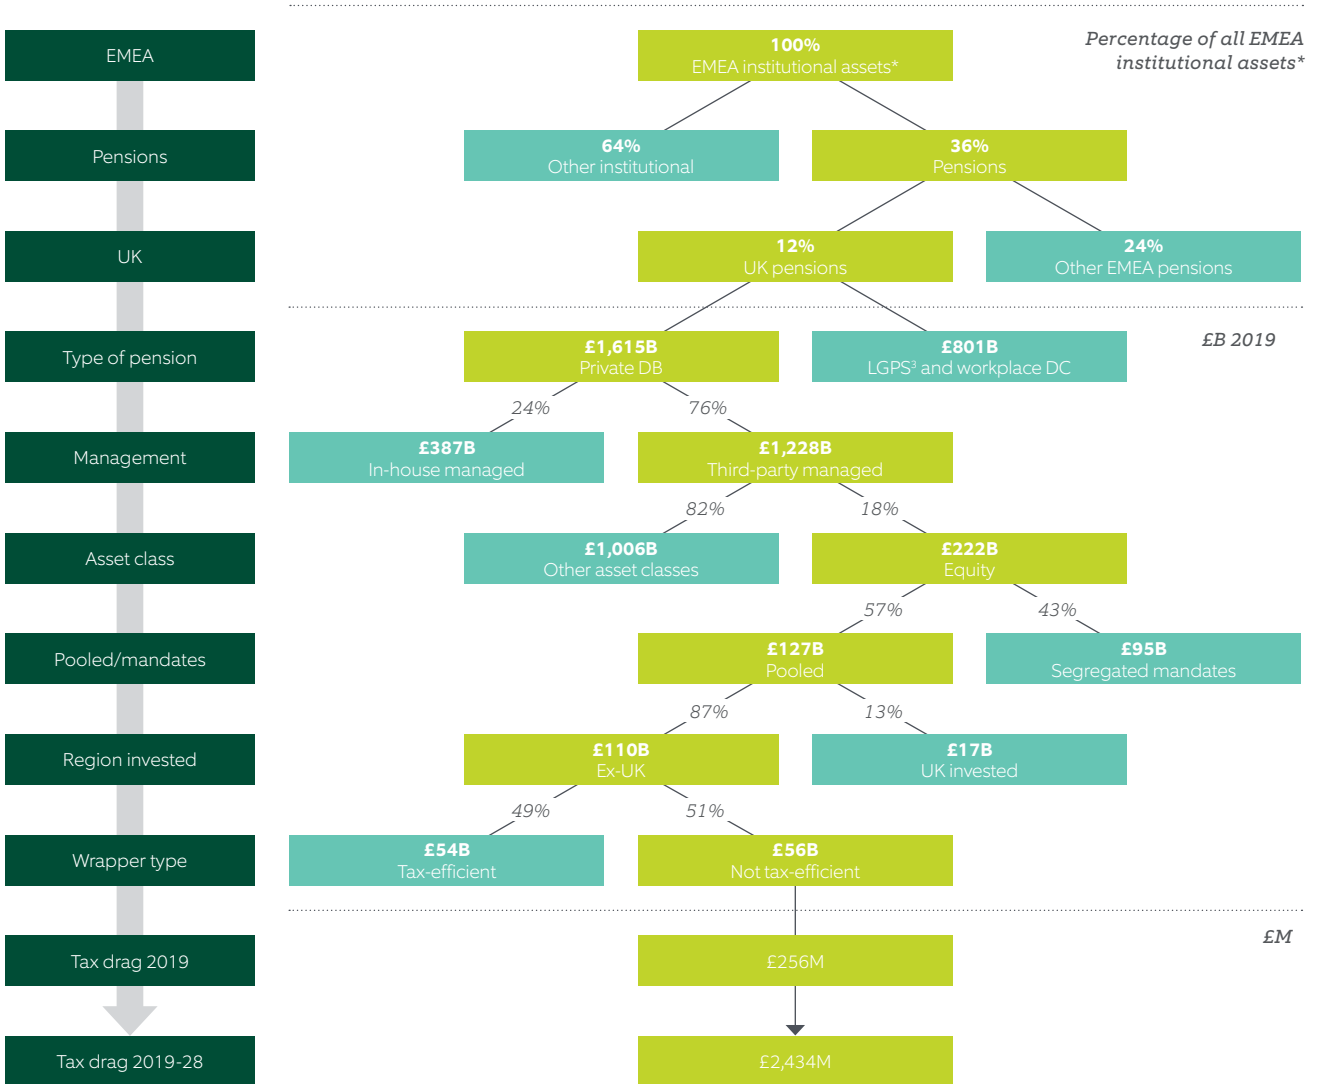 Percentage of all EMEA
institutional assets*
EMEA
100%
EMEA institutional assets*
Pensions
64%
Other institutional
36%
Pensions
UK
12%
UK pensions
24%
Other EMEA pensions
£B 2019
Type of pension
£1,615B
Private DB
£801B
LGPS³ and workplace DC
24%
76%
Management
£387B
In-house managed
£1,228B
Third-party managed
82%
18%
Asset class
£1,006B
Other asset classes
£222B
Equity
57%
43%
Pooled/mandates
£127B
Pooled
£95B
Segregated mandates
87%
13%
Region invested
£110B
Ex-UK
£17B
UK invested
49%
51%
Wrapper type
£54B
Tax-efficient
£56B
Not tax-efficient
£M
Tax drag 2019
£256M
Tax drag 2019-28
£2,434M